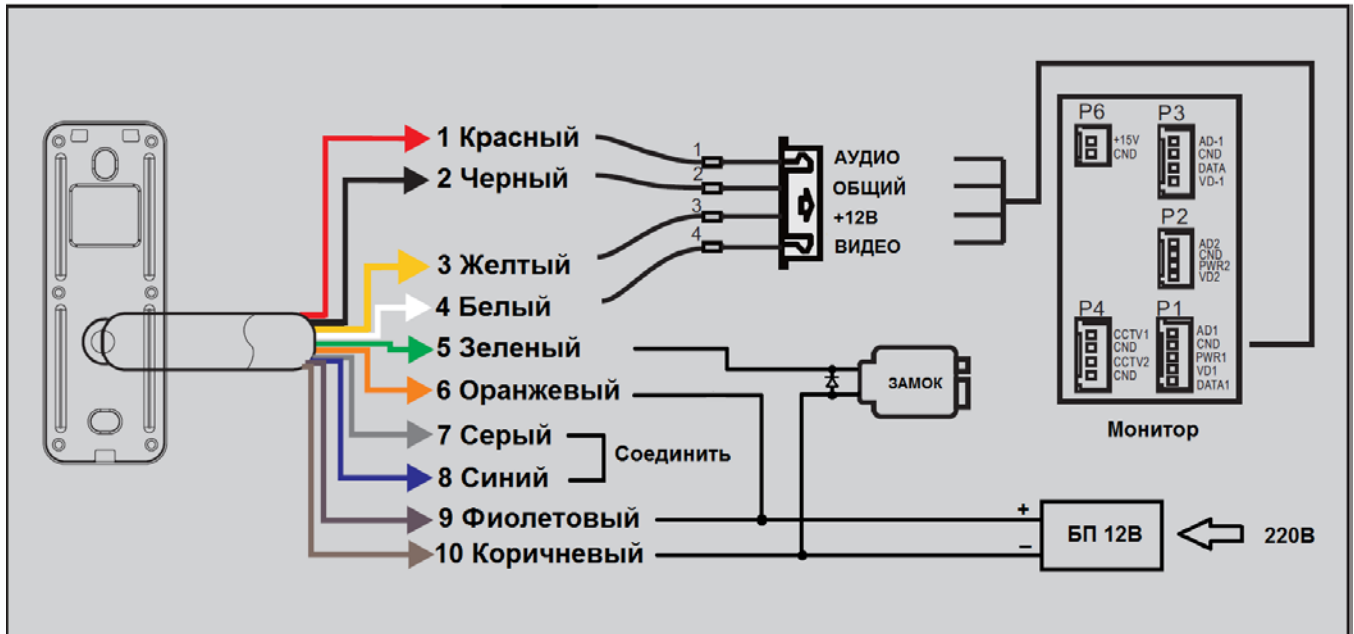 1 Красный
2 Черный
3 Желтый
4 Белый
5 Зеленый
6 Оранжевый
7 Серый
8 Синий
Соединить
9 Фиолетовый
10 Коричневый
1
2
3
4
АУДИО
ОБЩИЙ
+12В
ВИДЕО
ЗАМОК
P6
+15V
CND
P3
AD-1
CND
DATA
VD-1
P2
AD2
CND
PWR2
VD2
P4
CCTV1
CND
CCTV2
CND
P1
AD1
CND
PWR1
VD1
DATA1
Монитор
+
–
БП 12В
220В